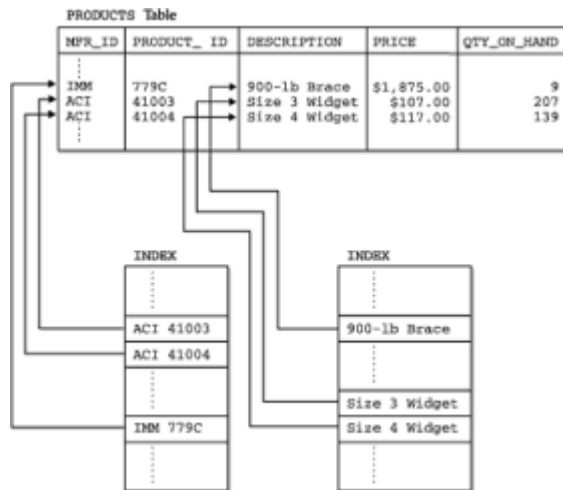 PRODUCTS Table
MFR_ID PRODUCT_ ID DESCRIPTION PRICE QTY_ON_HAND
IMM 779C 900-lb Brace $1,875.00 9
ACI 41003 Size 3 Widget $107.00 207
ACI 41004 Size 4 Widget $117.00 139
INDEX INDEX
ACI 41003 900-lb Brace
ACI 41004
Size 3 Widget
IMM 779C Size 4 Widget